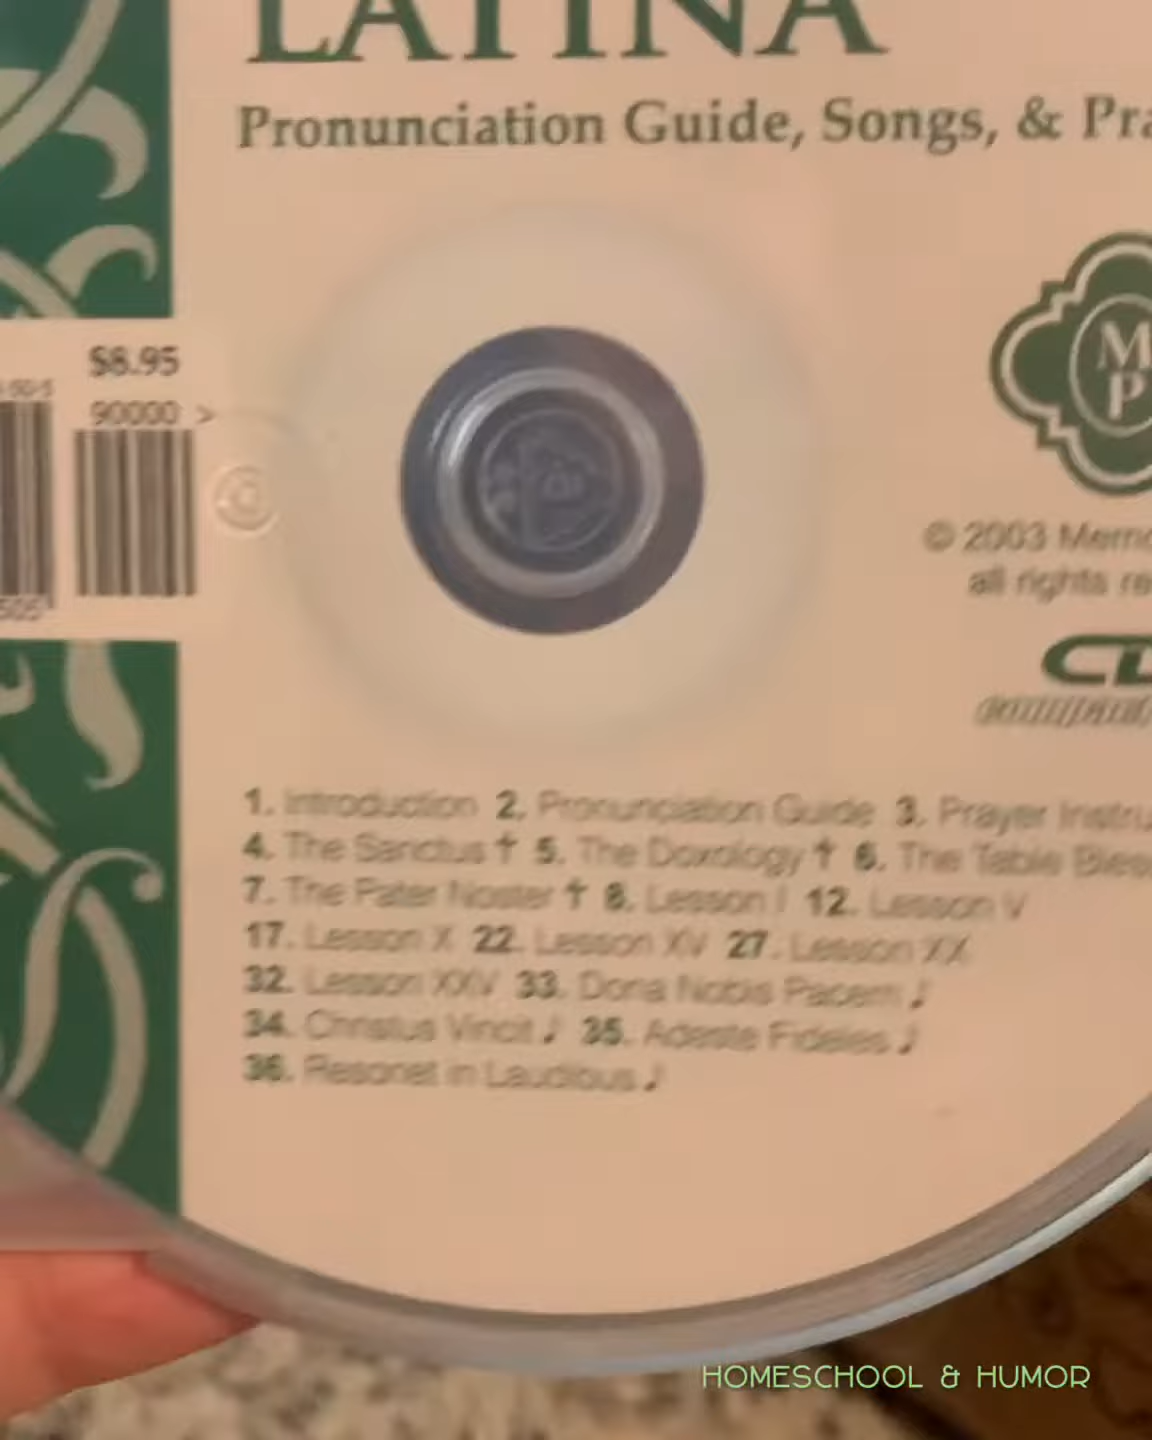 LATINA
Pronunciation Guide, Songs, & Pra
$8.95
90000 >
M
P
© 2003 Memo
all rights re
1. Introduction 2. Pronunciation Guide 3. Prayer Instru
4. The Sanctus † 5. The Doxology † 6. The Table Bles
7. The Pater Noster † 8. Lesson I 12. Lesson V
17. Lesson X 22. Lesson XV 27. Lesson XX
32. Lesson XXV 33. Dona Nobis Pacem ♩
34. Christus Vincit ♩ 35. Adeste Fideles ♩
36. Resonet in Laudibus ♩
HOMESCHOOL & HUMOR